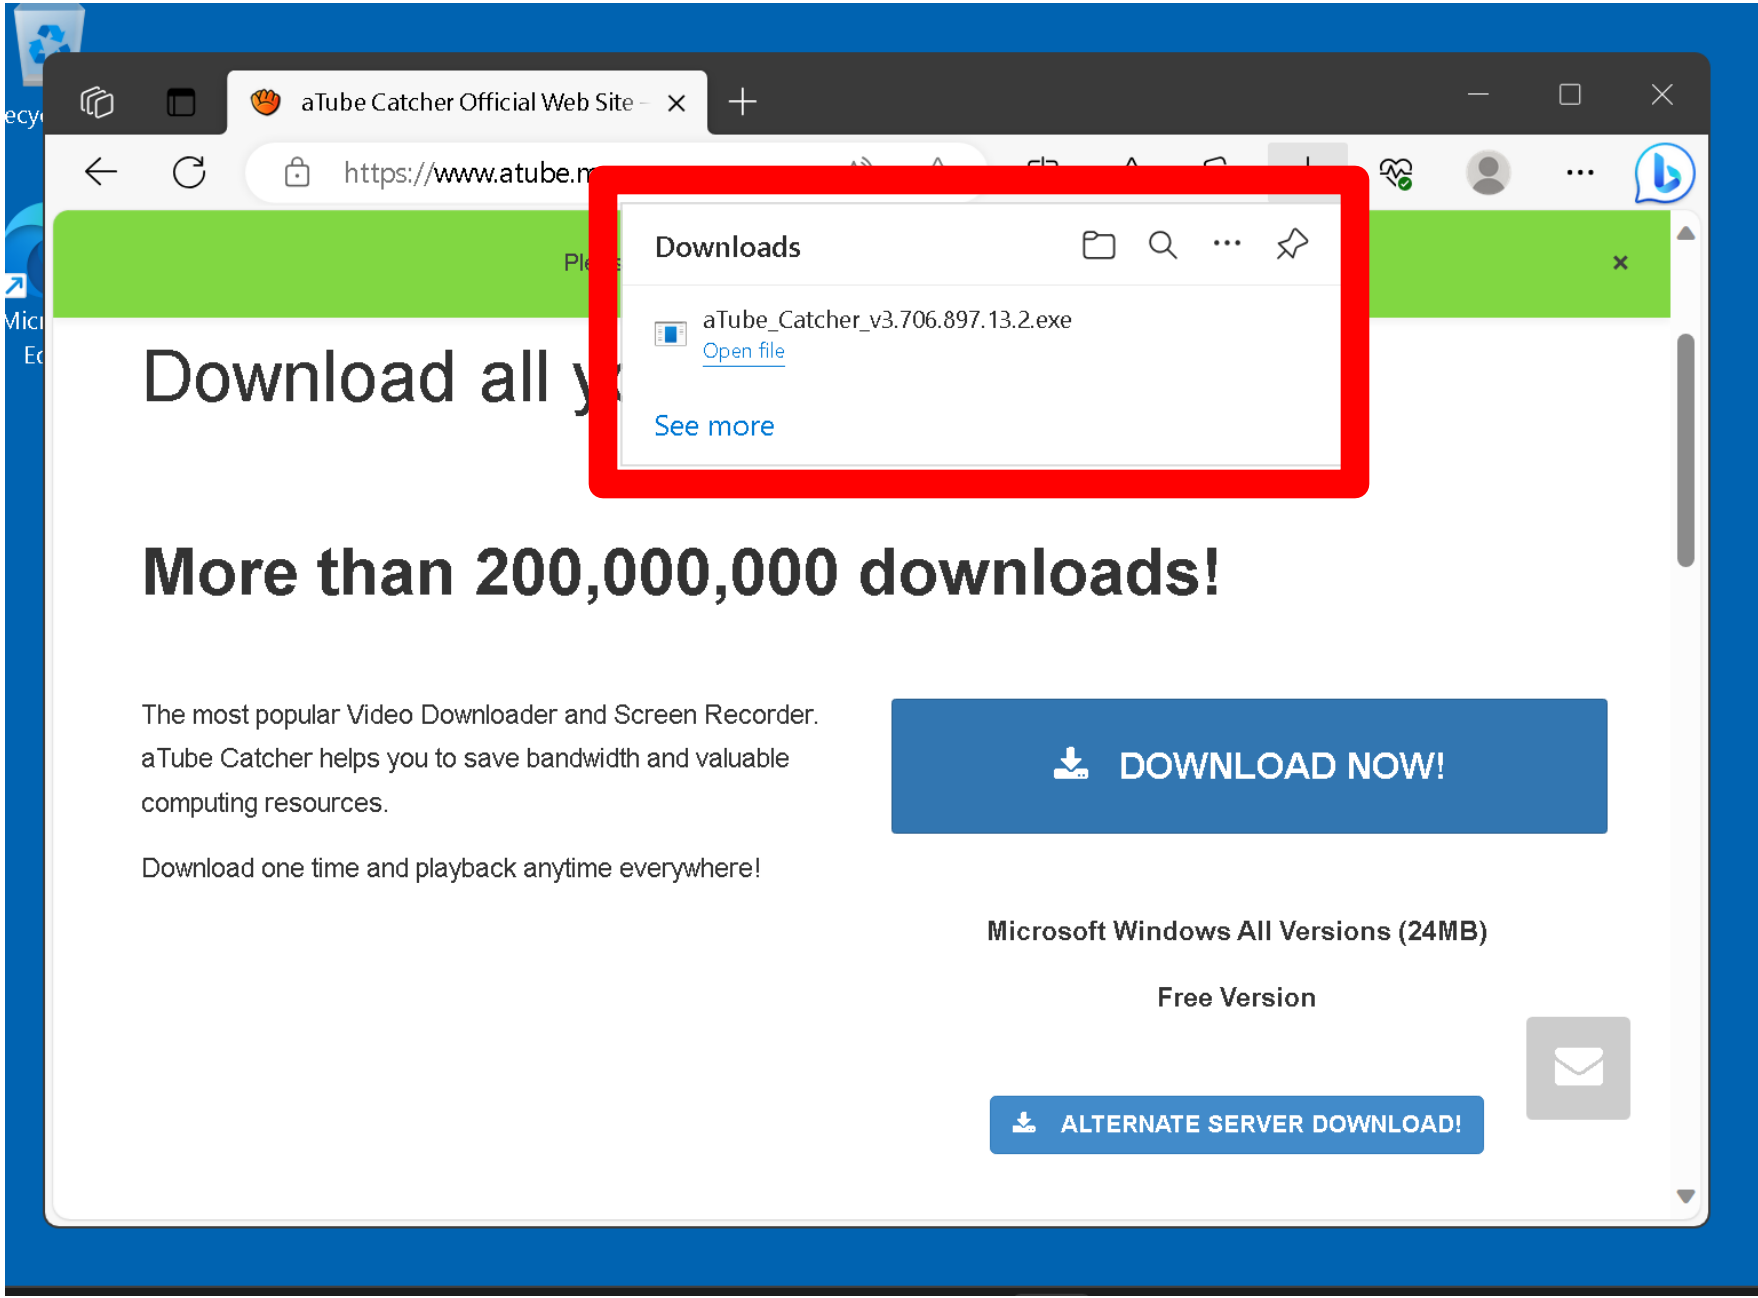 aTube Catcher Official Web Site –
https://www.atube.m
Downloads
aTube_Catcher_v3.706.897.13.2.exe
Open file
See more
Download all
More than 200,000,000 downloads!
The most popular Video Downloader and Screen Recorder.
aTube Catcher helps you to save bandwidth and valuable
computing resources.
Download one time and playback anytime everywhere!
DOWNLOAD NOW!
Microsoft Windows All Versions (24MB)
Free Version
ALTERNATE SERVER DOWNLOAD!